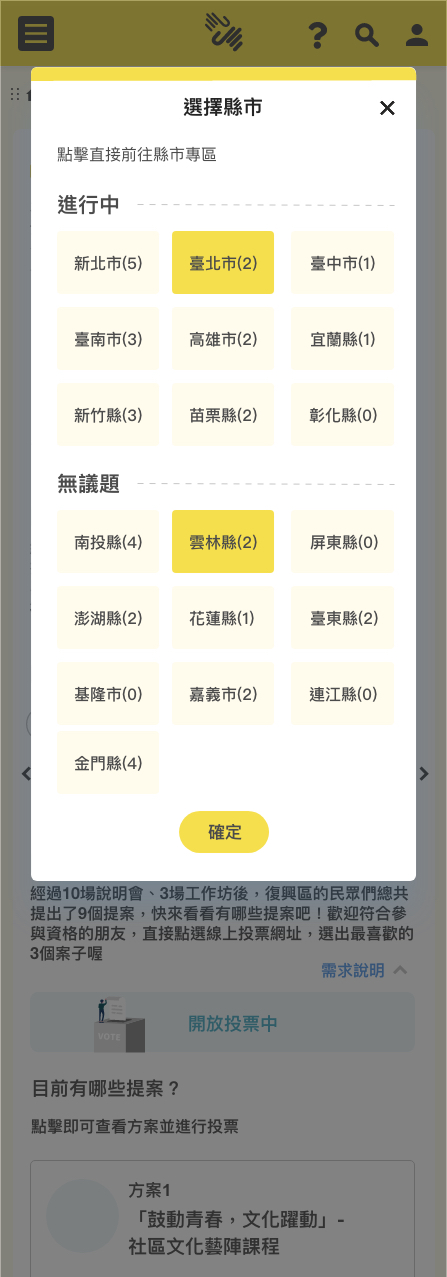 選擇縣市
點擊直接前往縣市專區
進行中
新北市(5)
臺北市(2)
臺中市(1)
臺南市(3)
高雄市(2)
宜蘭縣(1)
新竹縣(3)
苗栗縣(2)
彰化縣(0)
無議題
南投縣(4)
雲林縣(2)
屏東縣(0)
澎湖縣(2)
花蓮縣(1)
臺東縣(2)
基隆市(0)
嘉義市(2)
連江縣(0)
金門縣(4)
確定
經過10場說明會、3場工作坊後，復興區的民眾們總共
提出了9個提案，快來看看有哪些提案吧！歡迎符合參
與資格的朋友，直接點選線上投票網址，選出最喜歡的
3個案子喔
需求說明
VOTE
開放投票中
目前有哪些提案？
點擊即可查看方案並進行投票
方案1
「鼓動青春，文化躍動」-
社區文化藝陣課程